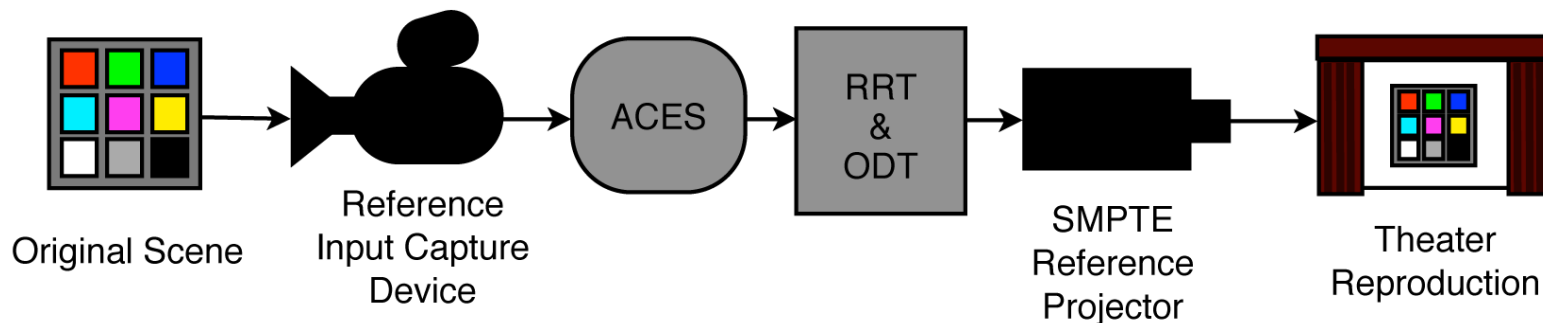 Original Scene
Reference
Input Capture
Device
ACES
RRT
&
ODT
SMPTE
Reference
Projector
Theater
Reproduction